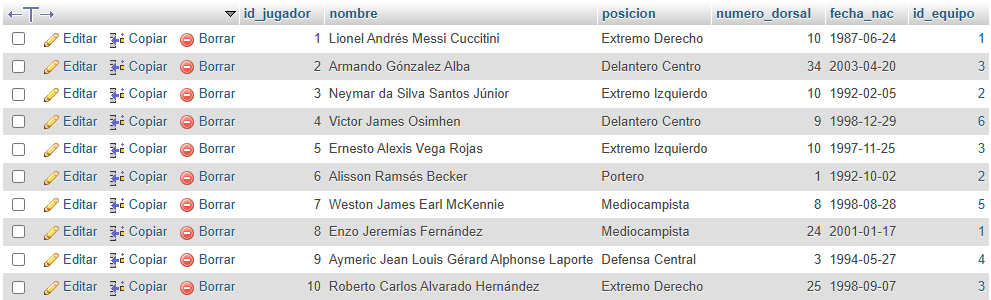 ←T→ id_jugador nombre posicion numero_dorsal fecha_nac id_equipo
Editar Copiar Borrar 1 Lionel Andrés Messi Cuccitini Extremo Derecho 10 1987-06-24 1
Editar Copiar Borrar 2 Armando Gónzalez Alba Delantero Centro 34 2003-04-20 3
Editar Copiar Borrar 3 Neymar da Silva Santos Júnior Extremo Izquierdo 10 1992-02-05 2
Editar Copiar Borrar 4 Victor James Osimhen Delantero Centro 9 1998-12-29 6
Editar Copiar Borrar 5 Ernesto Alexis Vega Rojas Extremo Izquierdo 10 1997-11-25 3
Editar Copiar Borrar 6 Alisson Ramsés Becker Portero 1 1992-10-02 2
Editar Copiar Borrar 7 Weston James Earl McKennie Mediocampista 8 1998-08-28 5
Editar Copiar Borrar 8 Enzo Jeremías Fernández Mediocampista 24 2001-01-17 1
Editar Copiar Borrar 9 Aymeric Jean Louis Gérard Alphonse Laporte Defensa Central 3 1994-05-27 4
Editar Copiar Borrar 10 Roberto Carlos Alvarado Hernández Extremo Derecho 25 1998-09-07 3